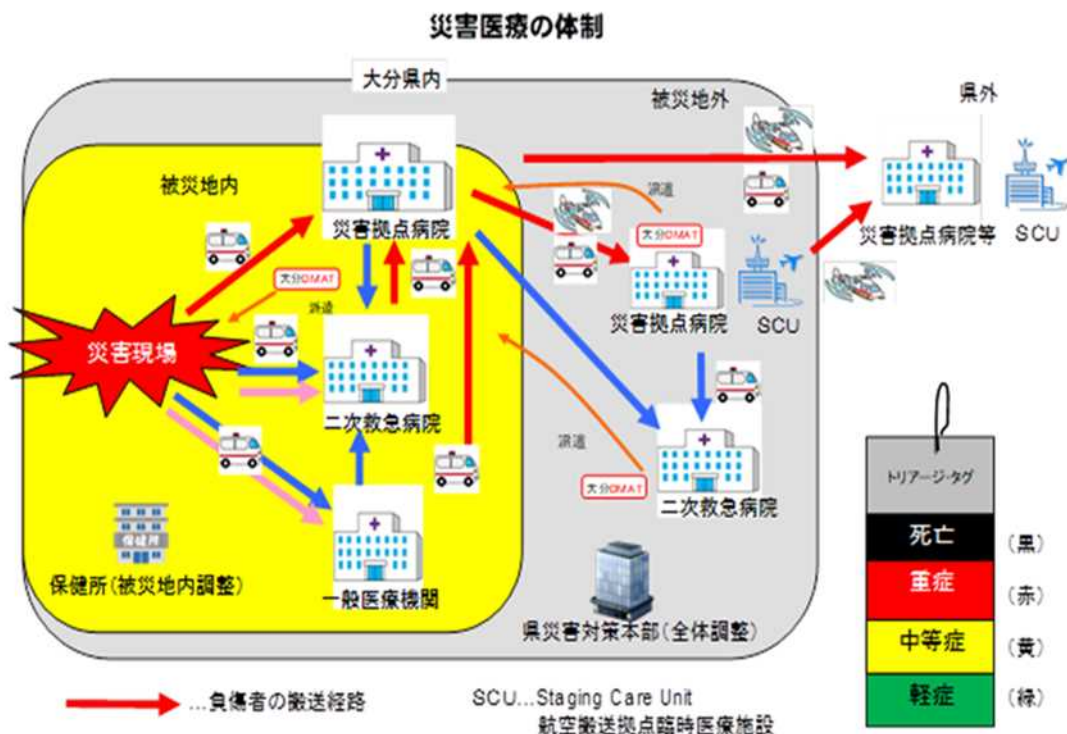 災害医療の体制
大分県内
被災地外
県外
被災地内
災害拠点病院
派遣
大分DMAT
災害拠点病院
SCU
災害拠点病院等
SCU
大分DMAT
派遣
災害現場
二次救急病院
派遣
大分DMAT
二次救急病院
保健所
保健所(被災地内調整)
一般医療機関
県災害対策本部(全体調整)
トリアージ・タグ
死亡 (黒)
重症 (赤)
中等症 (黄)
軽症 (緑)
…負傷者の搬送経路
SCU…Staging Care Unit
航空搬送拠点臨時医療施設